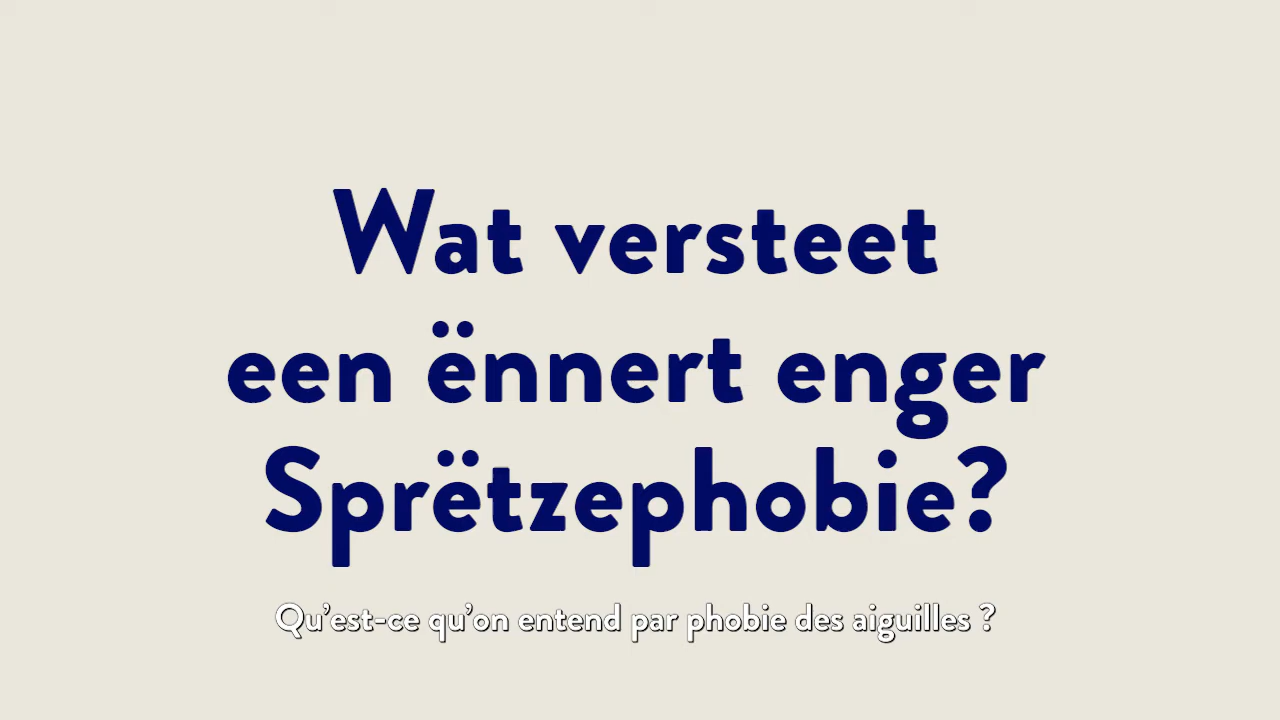 Wat versteet
een ënnert enger
Sprëtzephobie?
Qu’est-ce qu’on entend par phobie des aiguilles ?